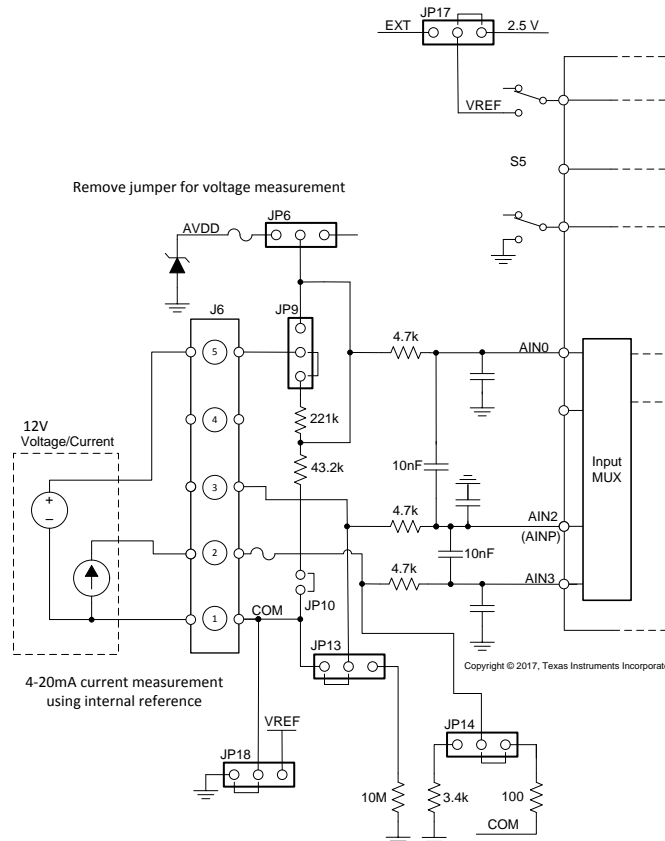 JP17
EXT
2.5 V
VREF
S5
Remove jumper for voltage measurement
JP6
AVDD
J6
JP9
5
4.7k
AIN0
221k
4
12V
Voltage/Current
43.2k
10nF
Input
MUX
3
4.7k
AIN2
(AINP)
10nF
2
4.7k
AIN3
JP10
1
COM
JP13
Copyright © 2017, Texas Instruments Incorporate
4-20mA current measurement
using internal reference
VREF
JP14
JP18
10M
3.4k
100
COM